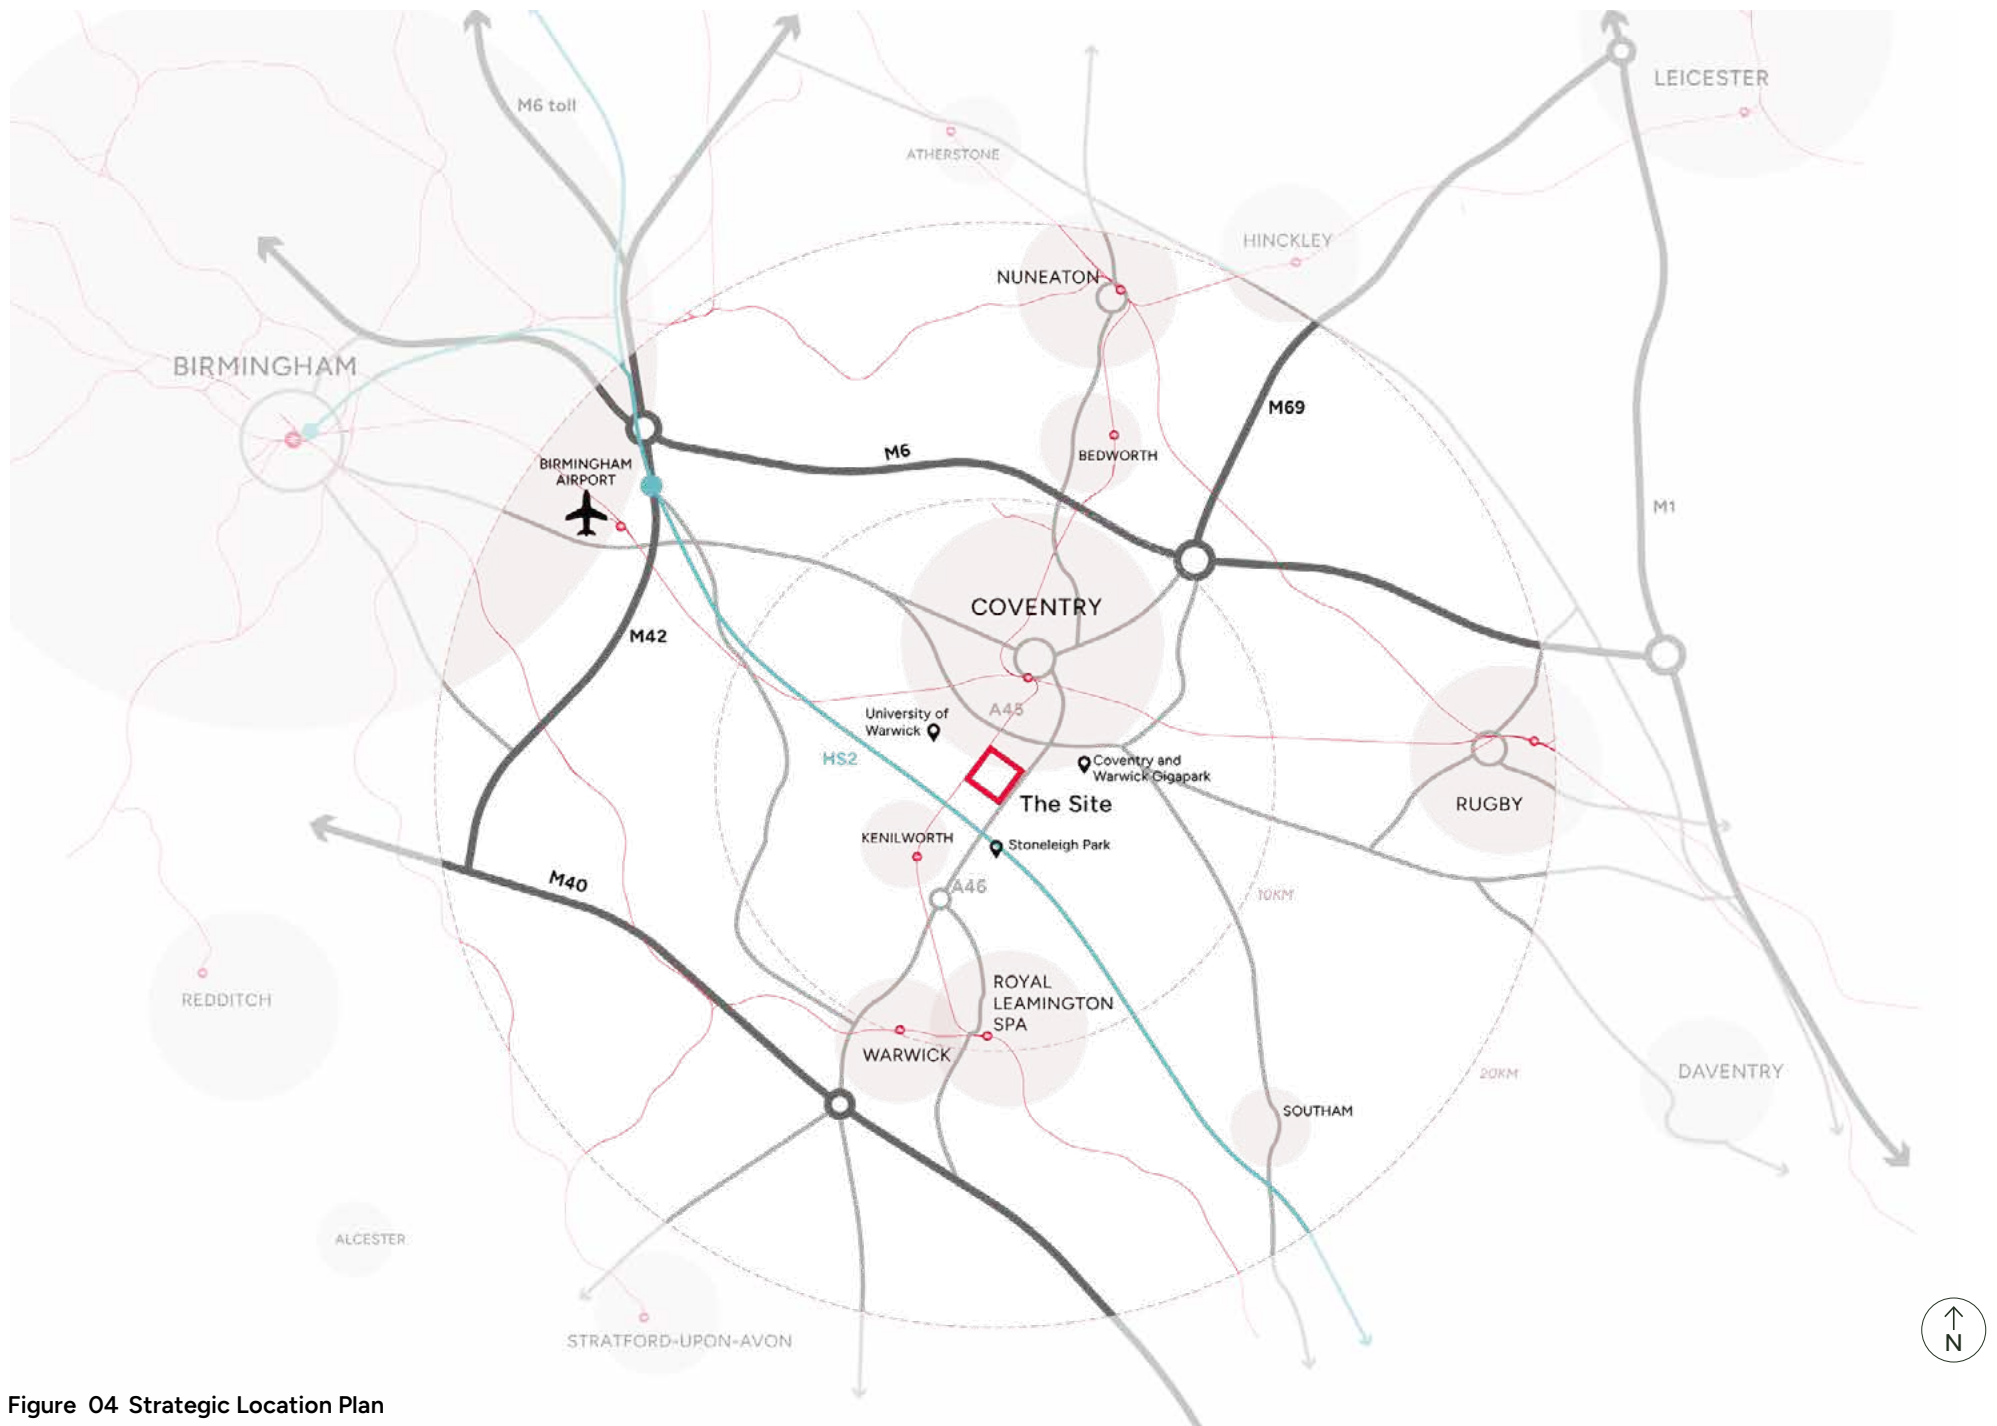 M6 toll
LEICESTER
ATHERSTONE
HINCKLEY
NUNEATON
BIRMINGHAM
M69
M6
BEDWORTH
BIRMINGHAM
AIRPORT
M1
COVENTRY
M42
A45
University of
Warwick
HS2
Coventry and
Warwick Gigapark
The Site
RUGBY
KENILWORTH
Stoneleigh Park
M40
A46
10KM
REDDITCH
ROYAL
LEAMINGTON
SPA
WARWICK
20KM
DAVENTRY
SOUTHAM
ALCESTER
STRATFORD-UPON-AVON
N
Figure 04 Strategic Location Plan